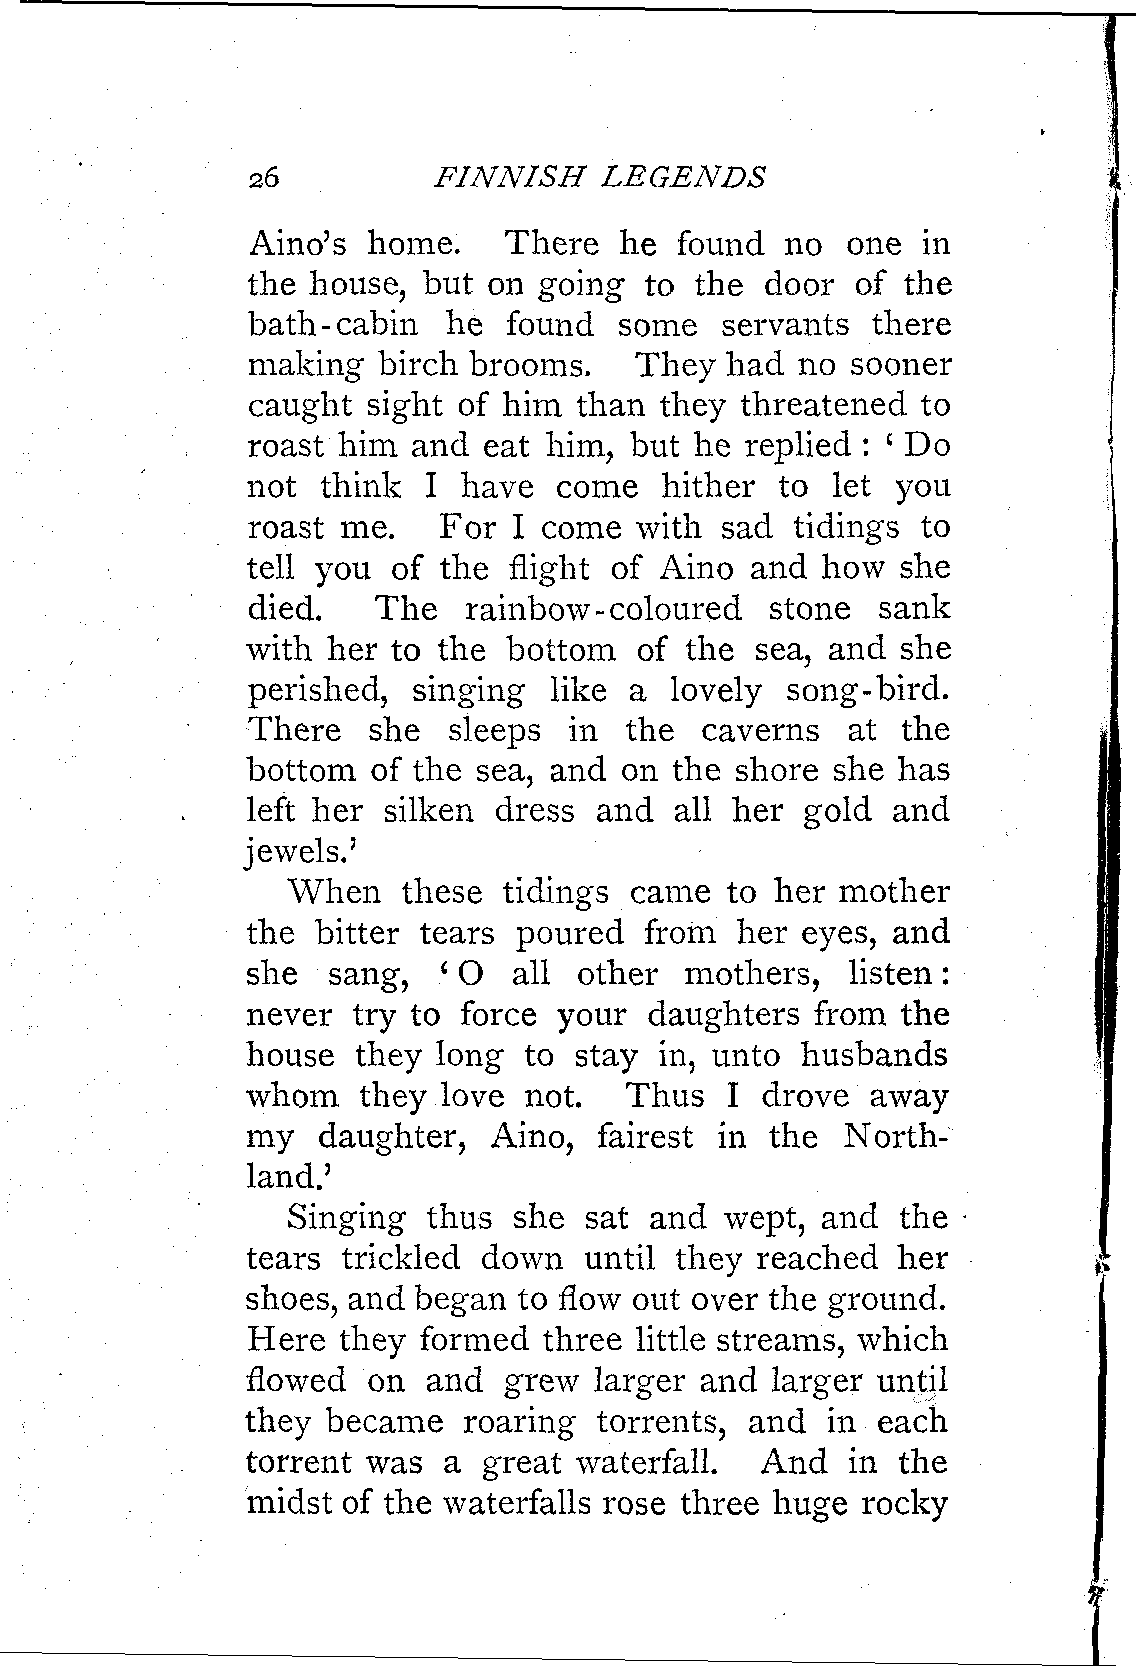 26 FINNISH LEGENDS
Aino's home. There he found no one in
the house, but on going to the door of the
bath-cabin he found some servants there
making birch brooms. They had no sooner
caught sight of him than they threatened to
roast him and eat him, but he replied : ‘ Do
not think I have come hither to let you
roast me. For I come with sad tidings to
tell you of the flight of Aino and how she
died. The rainbow-coloured stone sank
with her to the bottom of the sea, and she
perished, singing like a lovely song-bird.
There she sleeps in the caverns at the
bottom of the sea, and on the shore she has
left her silken dress and all her gold and
jewels.’
When these tidings came to her mother
the bitter tears poured from her eyes, and
she sang, ‘ O all other mothers, listen :
never try to force your daughters from the
house they long to stay in, unto husbands
whom they love not. Thus I drove away
my daughter, Aino, fairest in the North-
land.’
Singing thus she sat and wept, and the
tears trickled down until they reached her
shoes, and began to flow out over the ground.
Here they formed three little streams, which
flowed on and grew larger and larger until
they became roaring torrents, and in each
torrent was a great waterfall. And in the
midst of the waterfalls rose three huge rocky